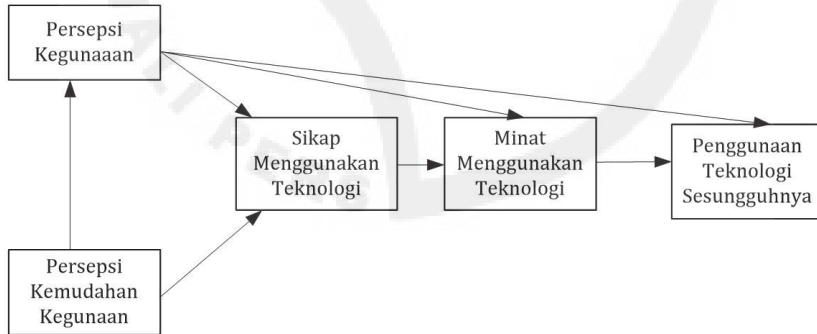 Persepsi
Kegunaaan
Sikap
Menggunakan
Teknologi
Minat
Menggunakan
Teknologi
Penggunaan
Teknologi
Sesungguhnya
Persepsi
Kemudahan
Kegunaan